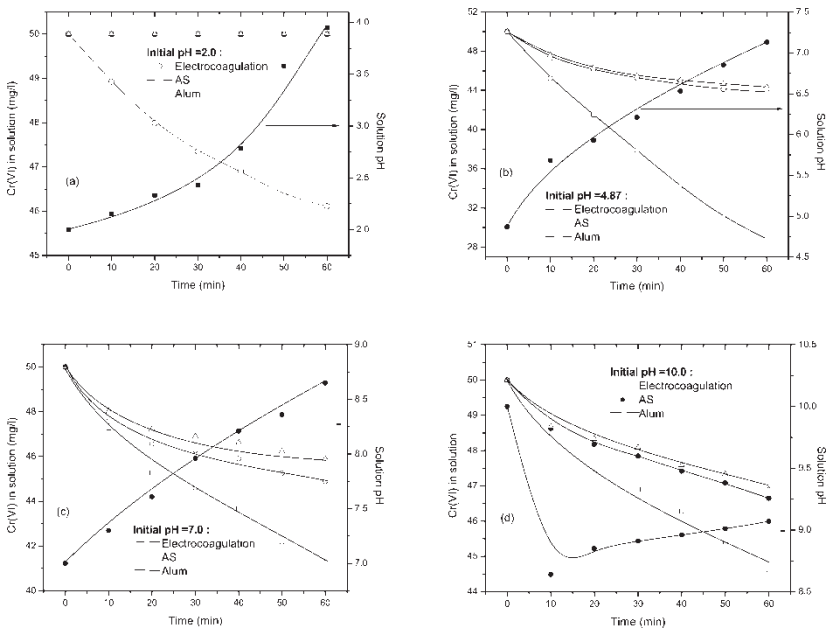 50
49
48
47
46
45
4.0
3.5
3.0
2.5
2.0
Cr(VI) in solution (mg/l)
Solution pH
Initial pH =2.0 :
Electrocoagulation
AS
Alum
(a)
0 10 20 30 40 50 60
Time (min)
52
50
48
44
40
36
32
30
28
7.5
7.0
6.5
6.0
5.5
5.0
4.5
Cr(VI) in solution (mg/l)
Solution pH
(b)
Initial pH =4.87
Electrocoagulation
AS
Alum
0 10 20 30 40 50 60
Time (min)
50
48
46
44
42
40
9.0
8.5
8.0
7.5
7.0
Cr(VI) in solution (mg/l)
Solution pH
(c)
Initial pH =7.0 :
Electrocoagulation
AS
Alum
0 10 20 30 40 50 60
Time (min)
51
50
49
48
47
46
45
44
10.5
10.0
9.5
9.0
8.5
Cr(VI) in solution (mg/l)
Solution pH
Initial pH =10.0 :
Electrocoagulation
AS
Alum
(d)
0 10 20 30 40 50 60
Time (min)